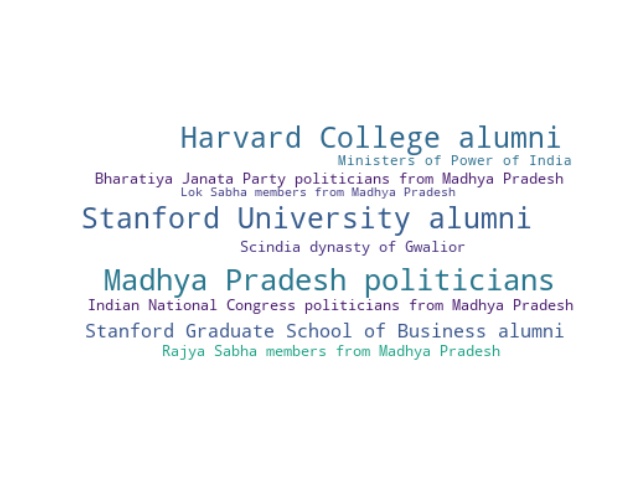 Harvard College alumni
Ministers of Power of India
Bharatiya Janata Party politicians from Madhya Pradesh
Lok Sabha members from Madhya Pradesh
Stanford University alumni
Scindia dynasty of Gwalior
Madhya Pradesh politicians
Indian National Congress politicians from Madhya Pradesh
Stanford Graduate School of Business alumni
Rajya Sabha members from Madhya Pradesh